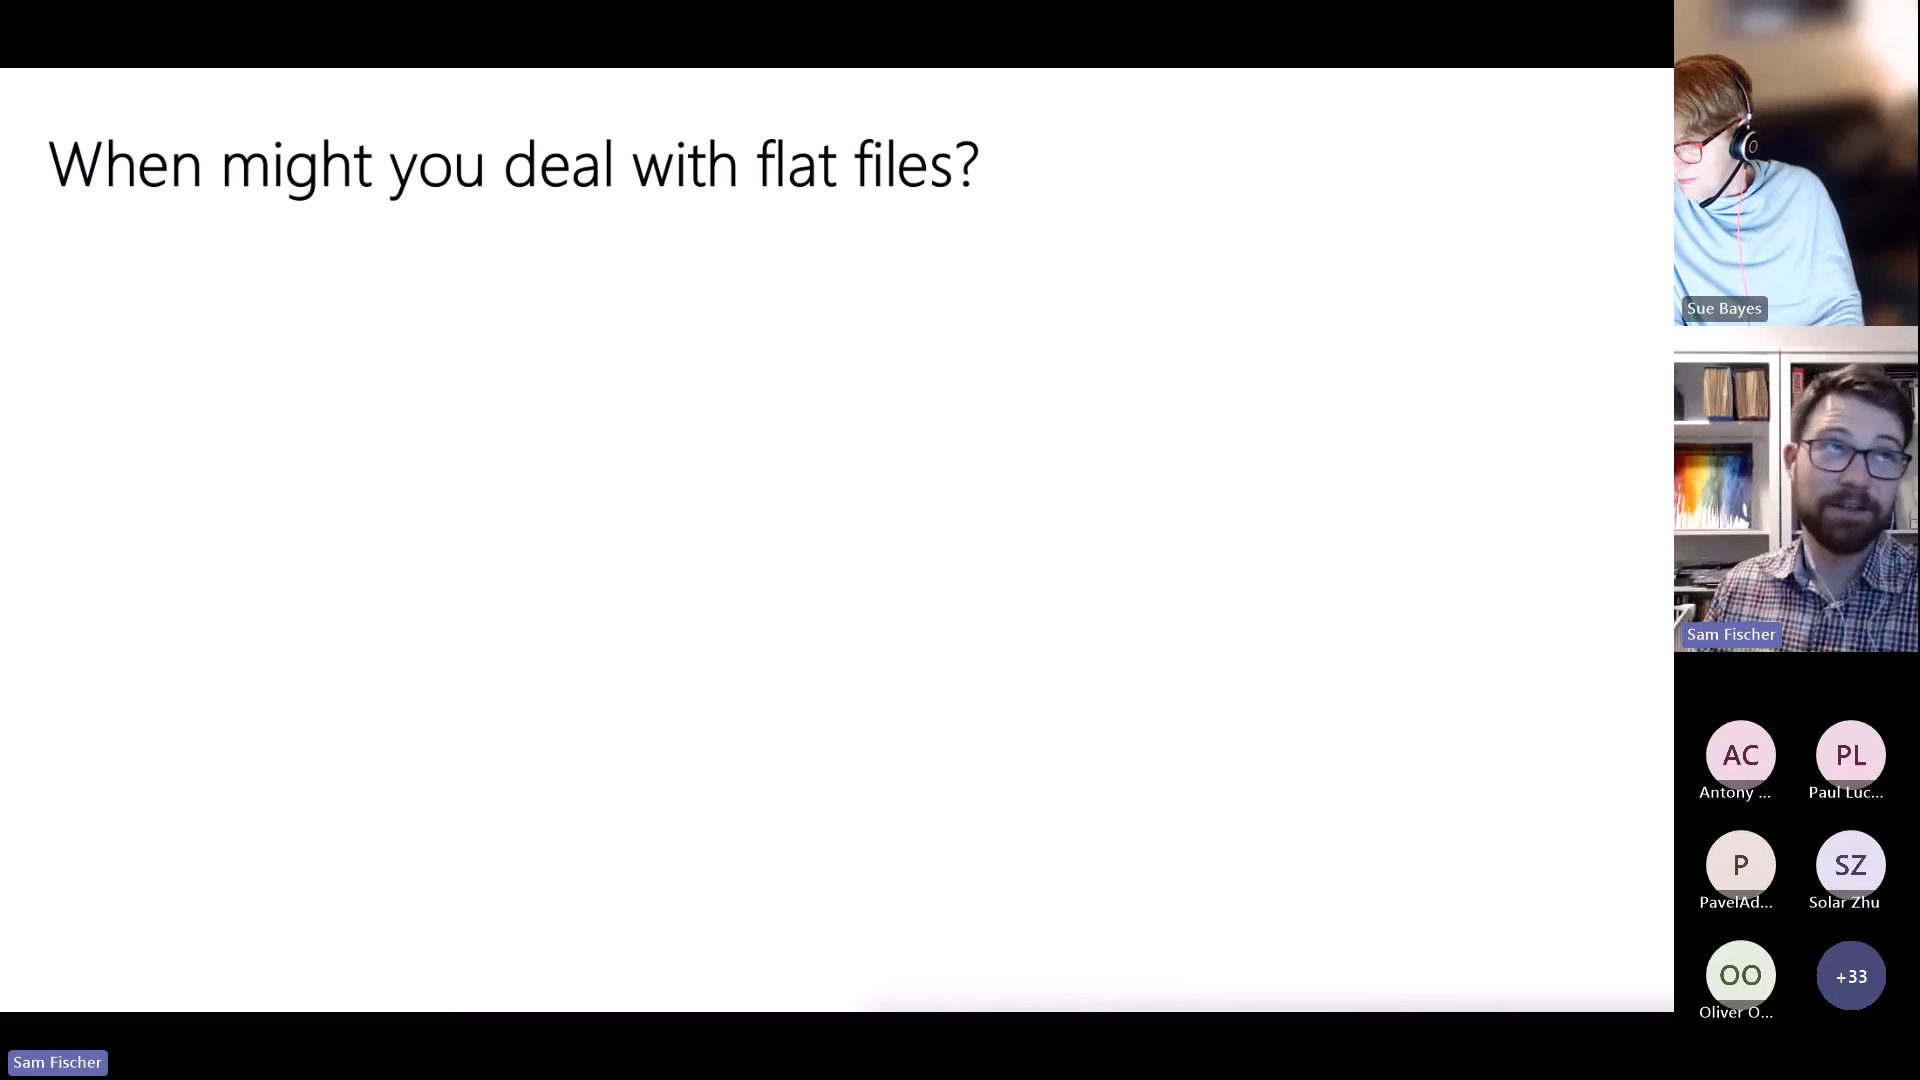 When might you deal with flat files?
Sue Bayes
Sam Fischer
AC
PL
Antony ...
Paul Luc...
P
SZ
PavelAd...
Solar Zhu
OO
+33
Oliver O...
Sam Fischer